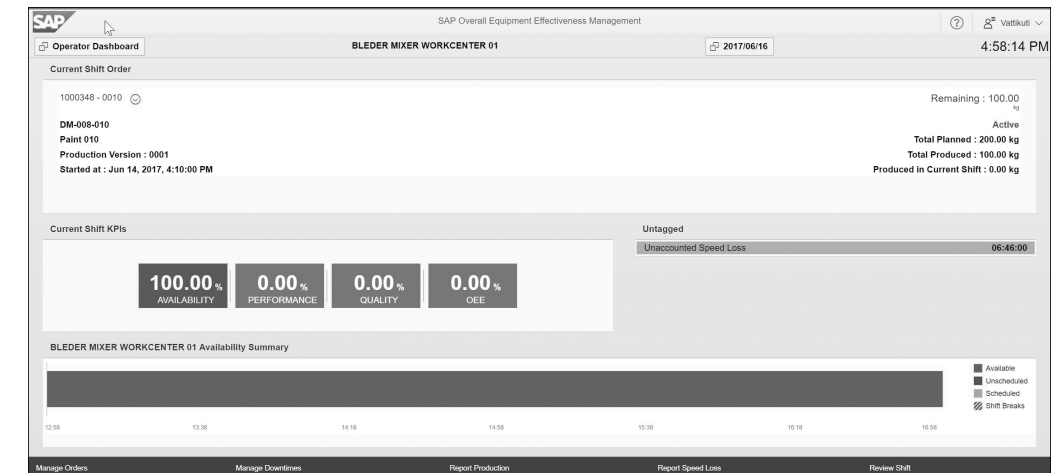 SAP
SAP Overall Equipment Effectiveness Management
?
Vattikuti
Operator Dashboard
BLEDER MIXER WORKCENTER 01
2017/06/16
4:58:14 PM
Current Shift Order
1000348 - 0010
Remaining : 100.00
kg
DM-008-010
Active
Paint 010
Total Planned : 200.00 kg
Production Version : 0001
Total Produced : 100.00 kg
Started at : Jun 14, 2017, 4:10:00 PM
Produced in Current Shift : 0.00 kg
Current Shift KPIs
Untagged
Unaccounted Speed Loss 06:46:00
100.00 % 0.00 % 0.00 % 0.00 %
AVAILABILITY PERFORMANCE QUALITY OEE
BLEDER MIXER WORKCENTER 01 Availability Summary
Available
Unscheduled
Scheduled
Shift Breaks
12:58 13:38 14:18 14:58 15:38 16:18 16:58
Manage Orders Manage Downtimes Report Production Report Speed Loss Review Shift